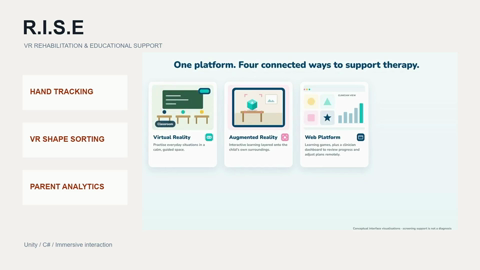 R.I.S.E
VR REHABILITATION & EDUCATIONAL SUPPORT
HAND TRACKING
VR SHAPE SORTING
PARENT ANALYTICS
Unity / C# / Immersive interaction
One platform. Four connected ways to support therapy.
Virtual Reality
Practise everyday situations in a
calm, guided space.
Augmented Reality
Interactive learning layered onto the
child's own surroundings.
Web Platform
Learning games, plus a clinician
dashboard to review progress and
adjust plans remotely.